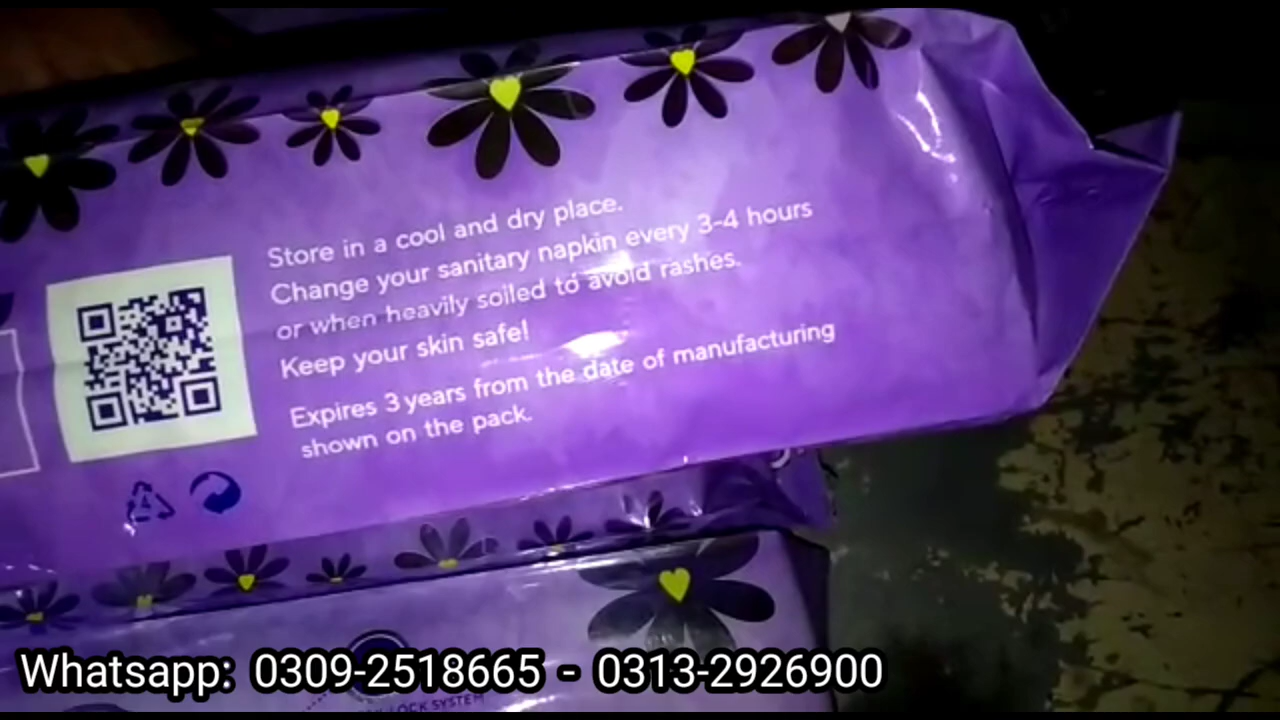 Store in a cool and dry place.
Change your sanitary napkin every 3-4 hours
or when heavily soiled to avoid rashes.
Keep your skin safe!
Expires 3 years from the date of manufacturing
shown on the pack.
LOCK SYSTEM
Whatsapp: 0309-2518665 - 0313-2926900